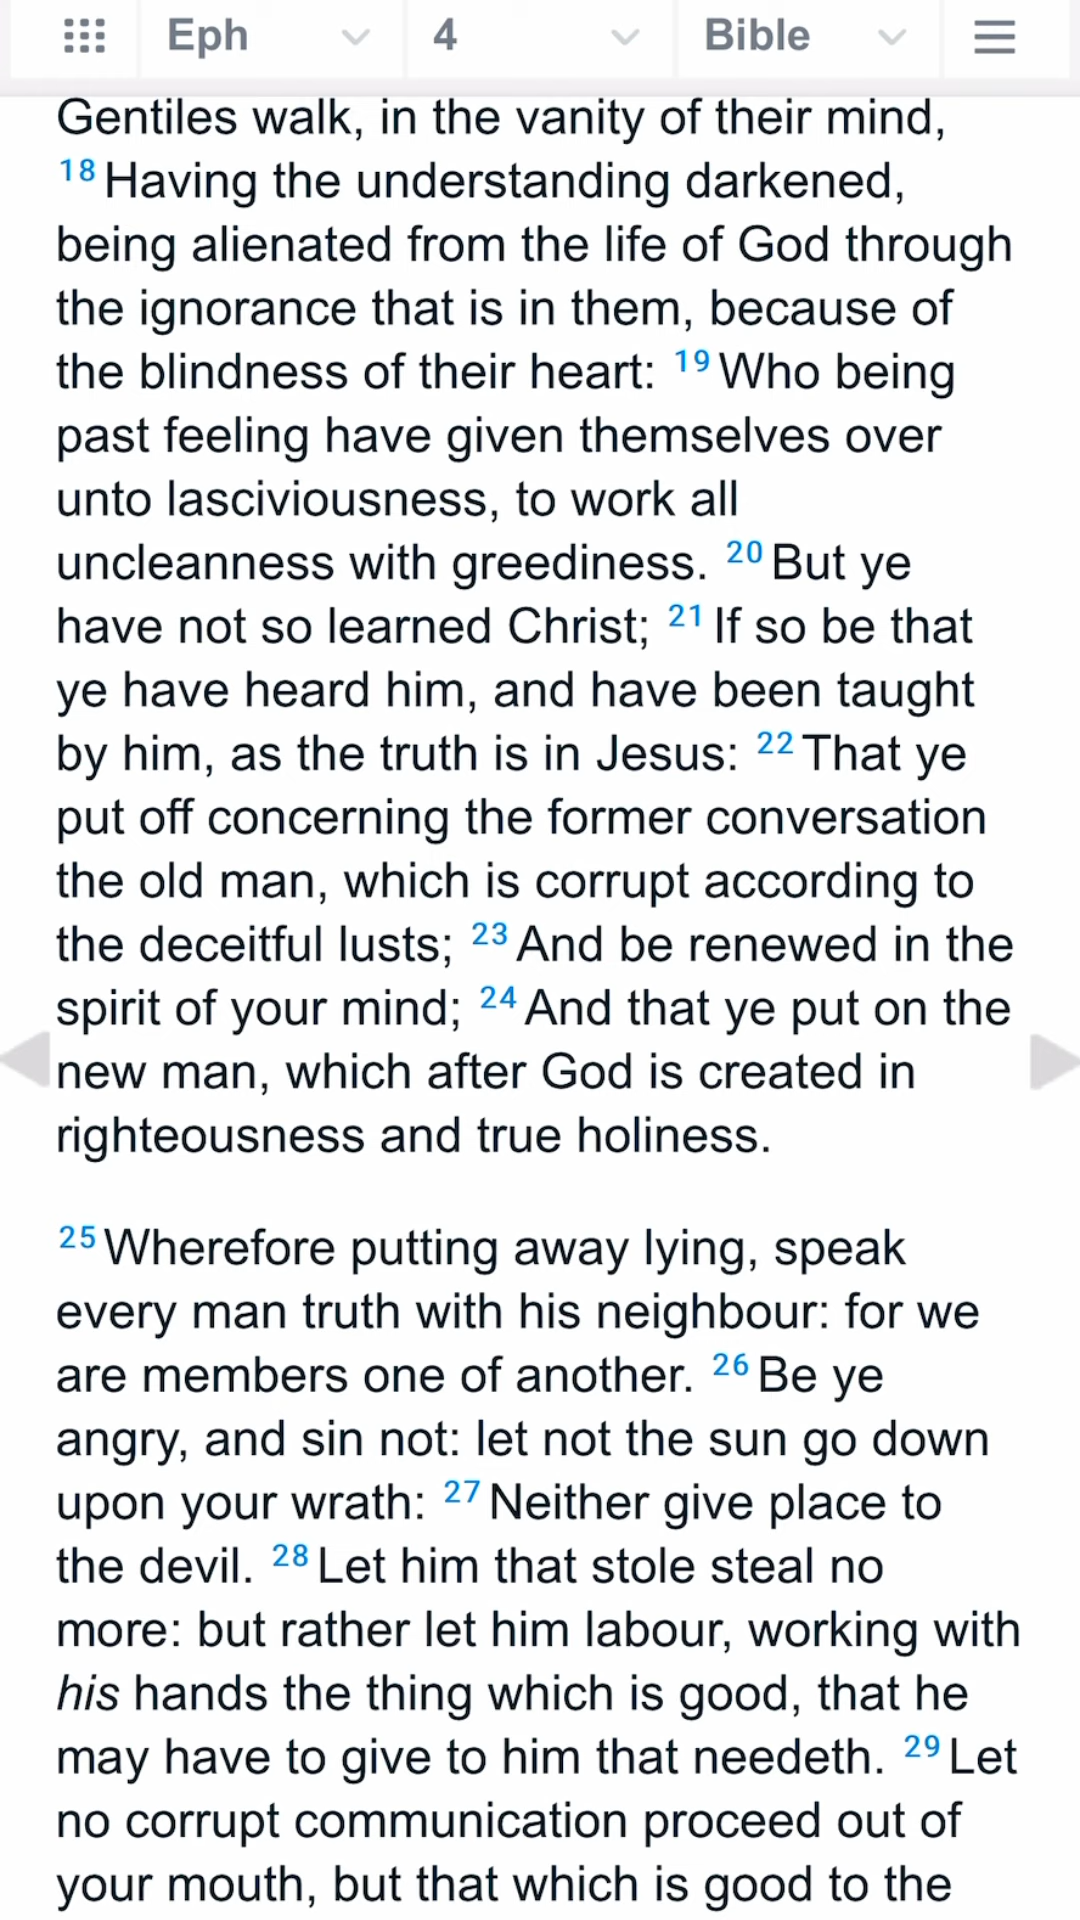 Eph 4 Bible
Gentiles walk, in the vanity of their mind,
18 Having the understanding darkened,
being alienated from the life of God through
the ignorance that is in them, because of
the blindness of their heart: 19 Who being
past feeling have given themselves over
unto lasciviousness, to work all
uncleanness with greediness. 20 But ye
have not so learned Christ; 21 If so be that
ye have heard him, and have been taught
by him, as the truth is in Jesus: 22 That ye
put off concerning the former conversation
the old man, which is corrupt according to
the deceitful lusts; 23 And be renewed in the
spirit of your mind; 24 And that ye put on the
new man, which after God is created in
righteousness and true holiness.
25 Wherefore putting away lying, speak
every man truth with his neighbour: for we
are members one of another. 26 Be ye
angry, and sin not: let not the sun go down
upon your wrath: 27 Neither give place to
the devil. 28 Let him that stole steal no
more: but rather let him labour, working with
his hands the thing which is good, that he
may have to give to him that needeth. 29 Let
no corrupt communication proceed out of
your mouth, but that which is good to the